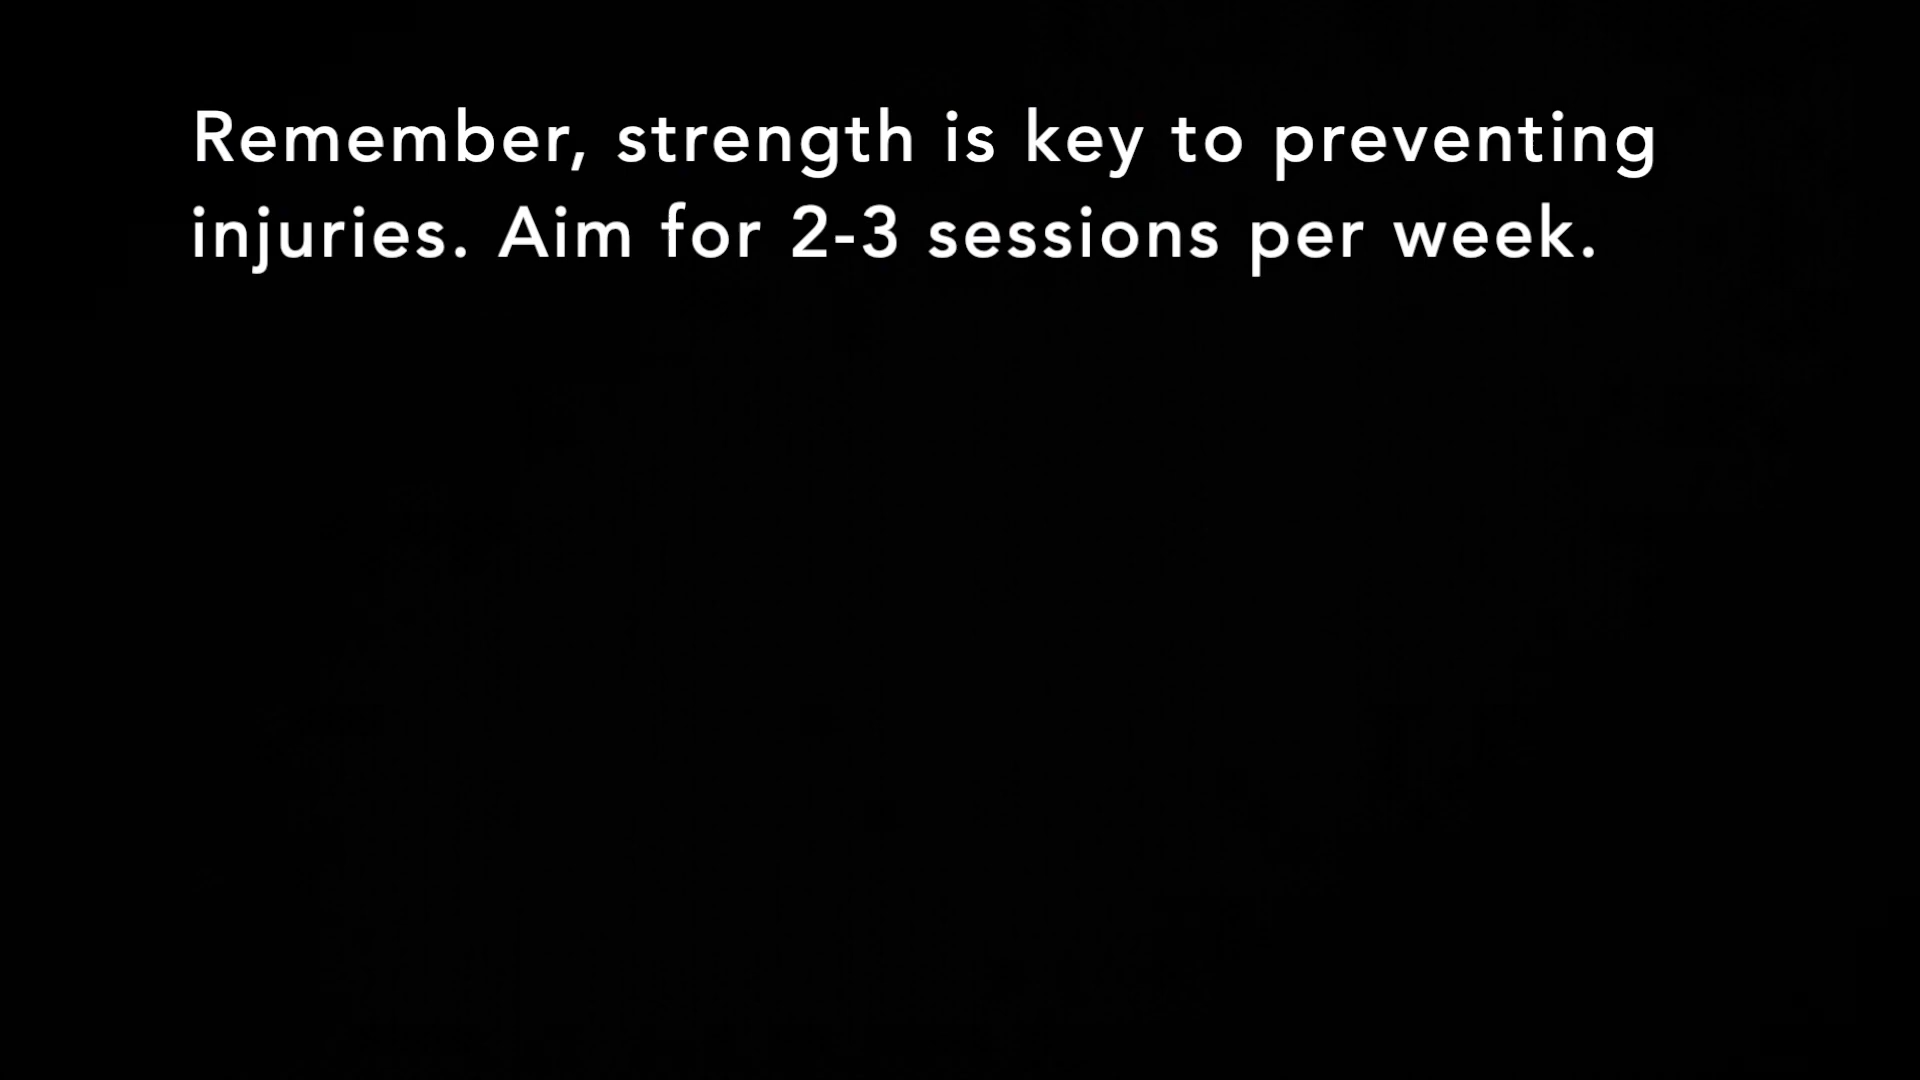 Remember, strength is key to preventing
injuries. Aim for 2-3 sessions per week.